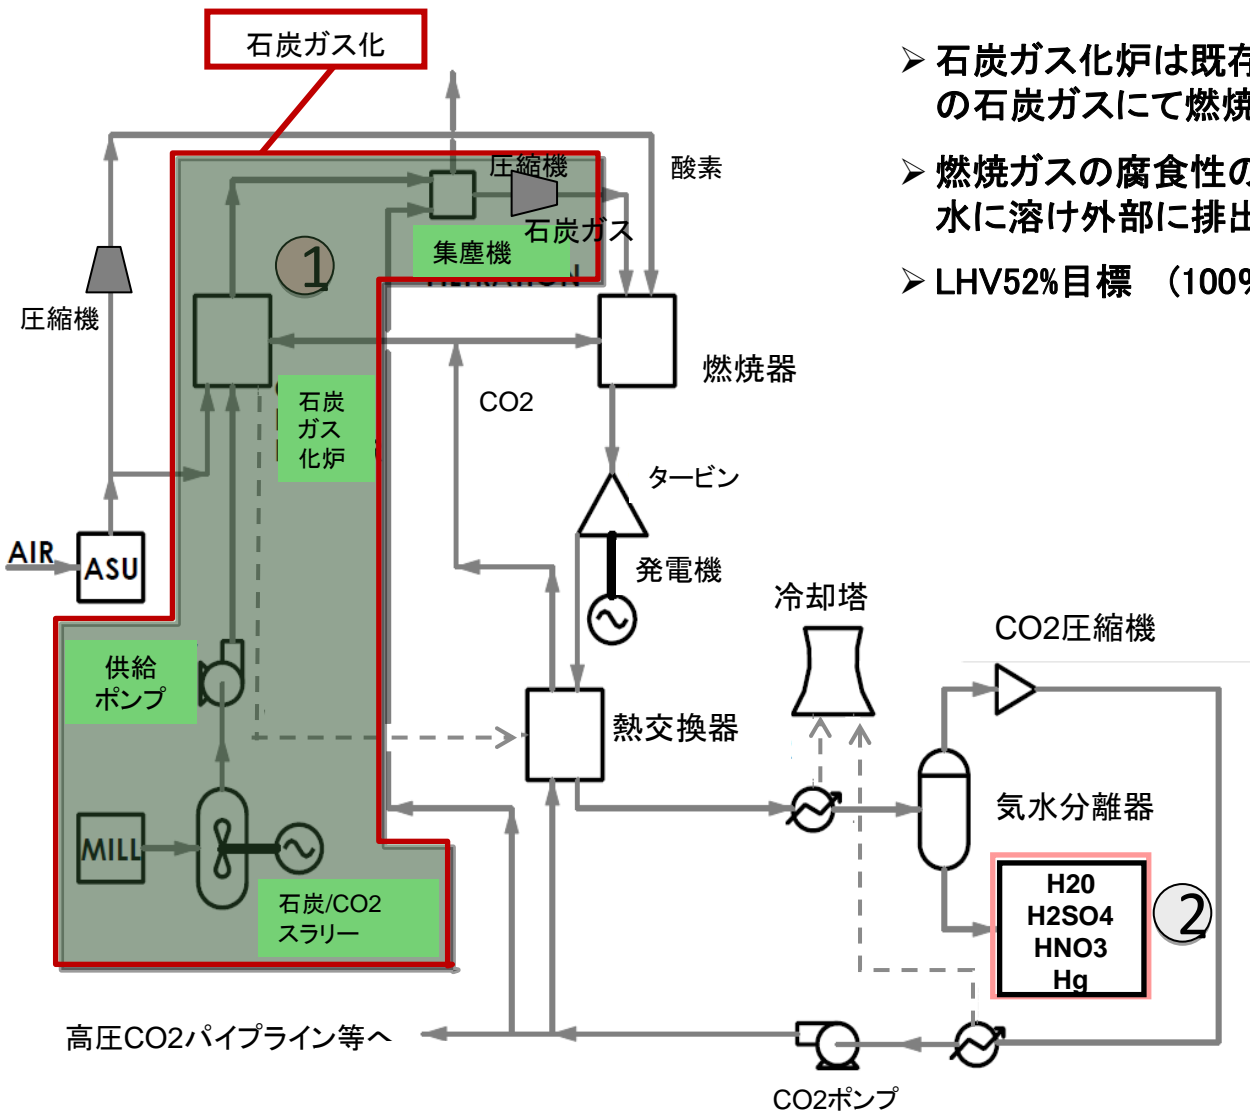 石炭ガス化
➢ 石炭ガス化炉は既存
の石炭ガスにて燃焼
➢ 燃焼ガスの腐食性の
水に溶け外部に排出
➢ LHV52%目標 （100%
圧縮機
酸素
石炭ガス
集塵機
1
圧縮機
燃焼器
石炭
ガス
化炉
CO2
タービン
AIR
ASU
発電機
冷却塔
CO2圧縮機
供給
ポンプ
熱交換器
気水分離器
MILL
石炭/CO2
スラリー
H20
H2SO4
HNO3
Hg
2
高圧CO2パイプライン等へ
CO2ポンプ